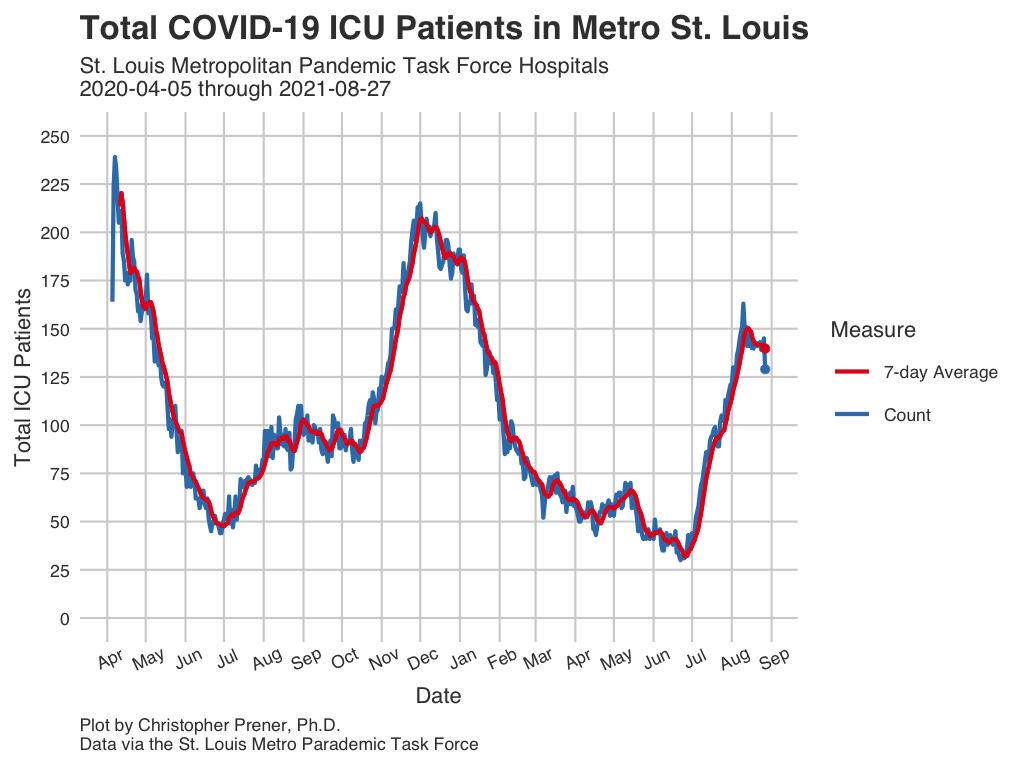 Total COVID-19 ICU Patients in Metro St. Louis
St. Louis Metropolitan Pandemic Task Force Hospitals
2020-04-05 through 2021-08-27
250
225
200
175
150
125
100
75
50
25
0
Total ICU Patients
Apr May Jun Jul Aug Sep Oct Nov Dec Jan Feb Mar Apr May Jun Jul Aug Sep
Date
Measure
7-day Average
Count
Plot by Christopher Prener, Ph.D.
Data via the St. Louis Metro Parademic Task Force